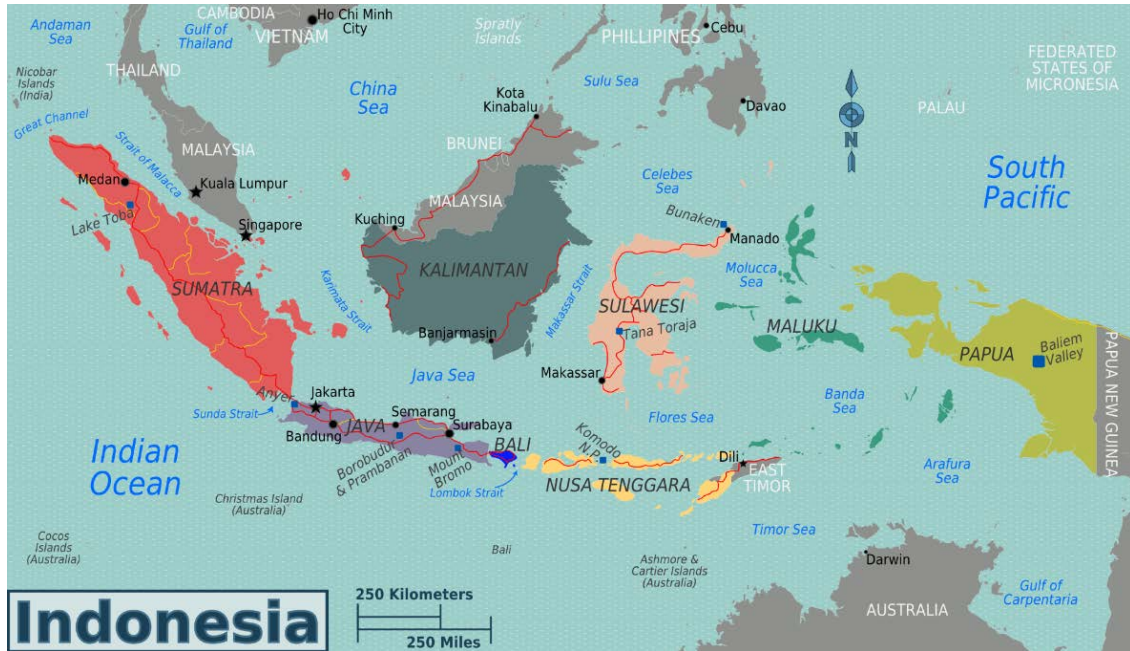 CAMBODIA
Ho Chi Minh
City
Andaman
Sea
Gulf of
Thailand
VIETNAM
Spratly
Islands
PHILLIPINES
Cebu
FEDERATED
STATES OF
MICRONESIA
THAILAND
Nicobar
Islands
(India)
China
Sea
Sulu Sea
Kota
Kinabalu
Davao
PALAU
N
Great Channel
Strait of Malacca
MALAYSIA
BRUNEI
South
Pacific
Medan
Kuala Lumpur
MALAYSIA
Celebes
Sea
Lake Toba
Singapore
Kuching
Bunaken
Manado
SUMATRA
KALIMANTAN
Molucca
Sea
Karimata Strait
Makassar Strait
SULAWESI
Tana Toraja
MALUKU
Banjarmasin
PAPUA
Baliem
Valley
PAPUA NEW GUINEA
Java Sea
Makassar
Anyer
Jakarta
Banda
Sea
Sunda Strait
JAVA
Semarang
Surabaya
Flores Sea
Bandung
Indian
Ocean
Borobudur
& Prambanan
Mount
Bromo
BALI
Komodo
N.P.
Dili
EAST
TIMOR
Arafura
Sea
Lombok Strait
NUSA TENGGARA
Christmas Island
(Australia)
Timor Sea
Cocos
Islands
(Australia)
Bali
Ashmore &
Cartier Islands
(Australia)
Darwin
Gulf of
Carpentaria
AUSTRALIA
Indonesia
250 Kilometers
250 Miles